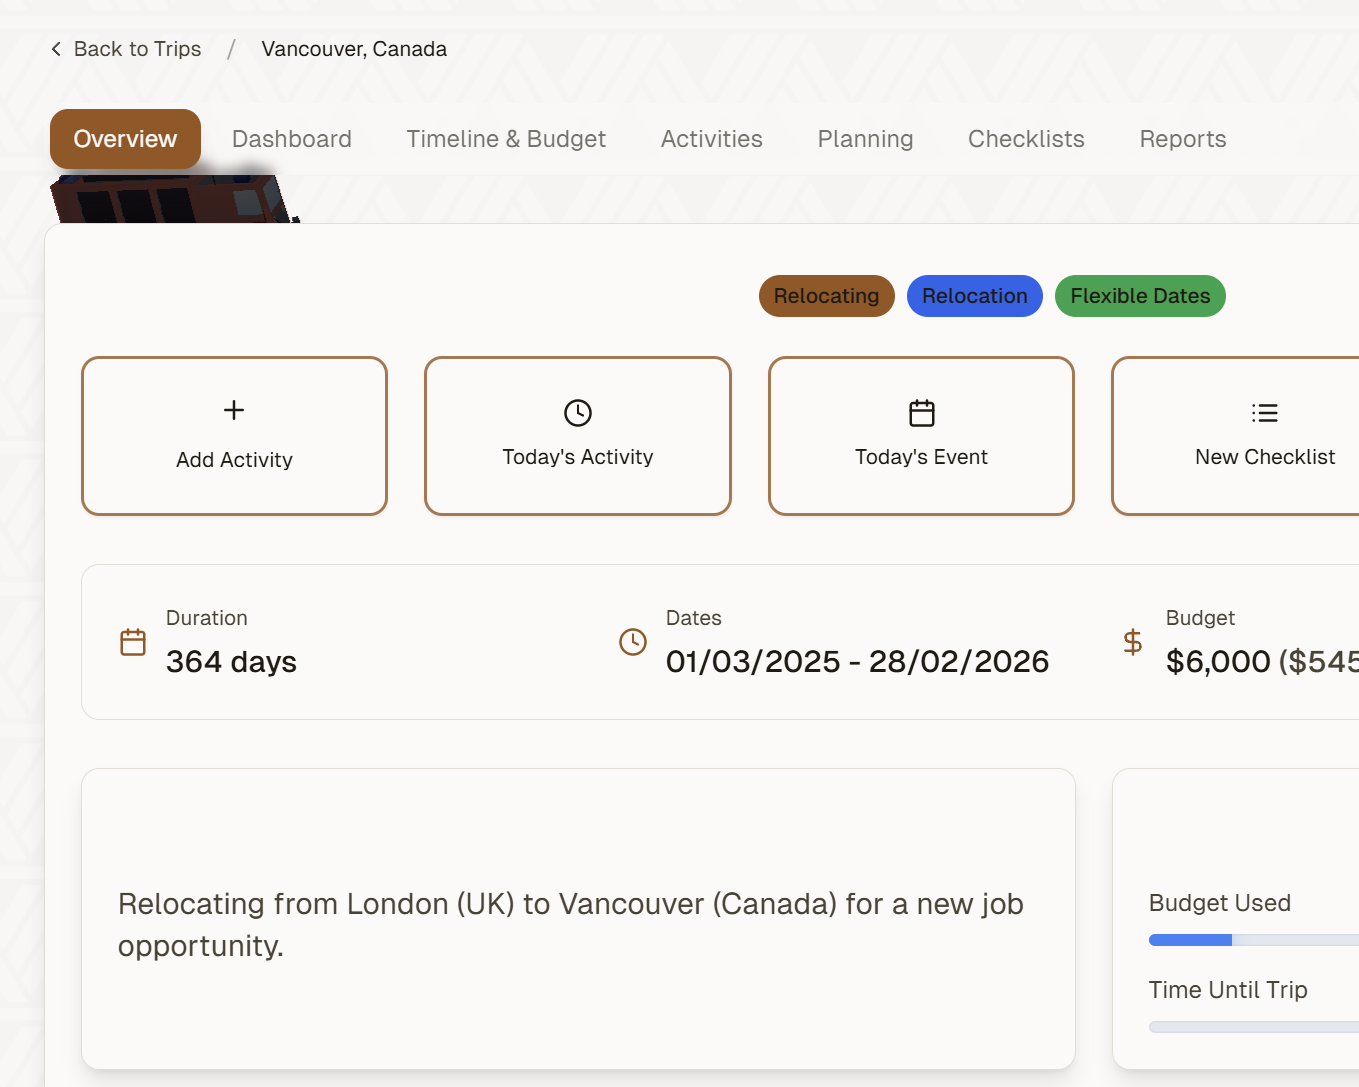 Back to Trips / Vancouver, Canada
Overview Dashboard Timeline & Budget Activities Planning Checklists Reports
Relocating Relocation Flexible Dates
Add Activity Today's Activity Today's Event New Checklist
Duration Dates Budget
364 days 01/03/2025 - 28/02/2026 $6,000 ($545
Relocating from London (UK) to Vancouver (Canada) for a new job
opportunity.
Budget Used
Time Until Trip